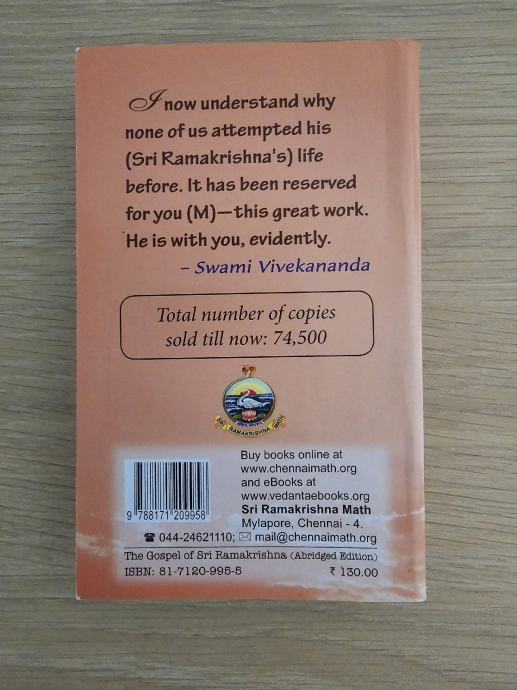 I now understand why
none of us attempted his
(Sri Ramakrishna's) life
before. It has been reserved
for you (M)—this great work.
He is with you, evidently.
– Swami Vivekananda
Total number of copies
sold till now: 74,500
SRI RAMAKRISHNA MATH
Buy books online at
www.chennaimath.org
and eBooks at
www.vedantaebooks.org
Sri Ramakrishna Math
Mylapore, Chennai - 4.
9 788171 209958
☎ 044-24621110; ✉ mail@chennaimath.org
The Gospel of Sri Ramakrishna (Abridged Edition)
ISBN: 81-7120-995-5 ₹ 130.00